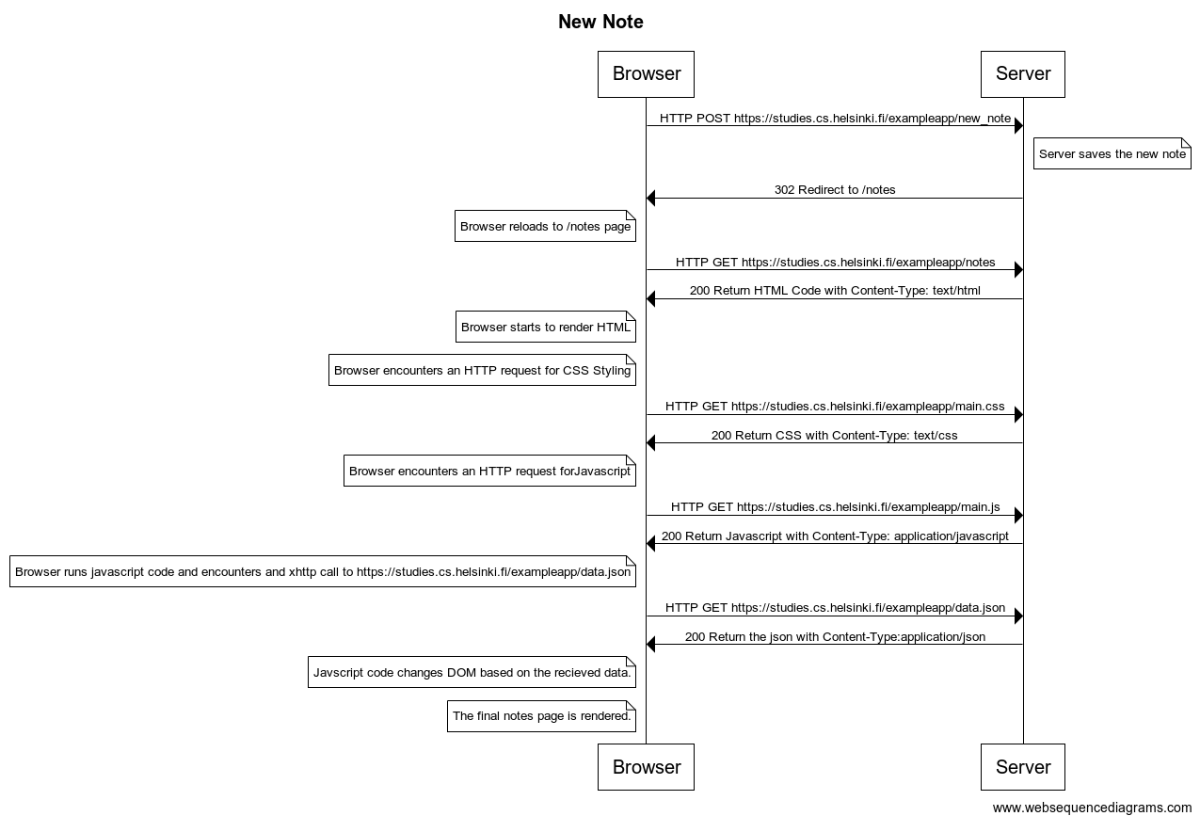 New Note
Browser
Server
HTTP POST https://studies.cs.helsinki.fi/exampleapp/new_note
Server saves the new note
302 Redirect to /notes
Browser reloads to /notes page
HTTP GET https://studies.cs.helsinki.fi/exampleapp/notes
200 Return HTML Code with Content-Type: text/html
Browser starts to render HTML
Browser encounters an HTTP request for CSS Styling
HTTP GET https://studies.cs.helsinki.fi/exampleapp/main.css
200 Return CSS with Content-Type: text/css
Browser encounters an HTTP request forJavascript
HTTP GET https://studies.cs.helsinki.fi/exampleapp/main.js
200 Return Javascript with Content-Type: application/javascript
Browser runs javascript code and encounters and xhttp call to https://studies.cs.helsinki.fi/exampleapp/data.json
HTTP GET https://studies.cs.helsinki.fi/exampleapp/data.json
200 Return the json with Content-Type:application/json
Javscript code changes DOM based on the recieved data.
The final notes page is rendered.
Browser
Server
www.websequencediagrams.com